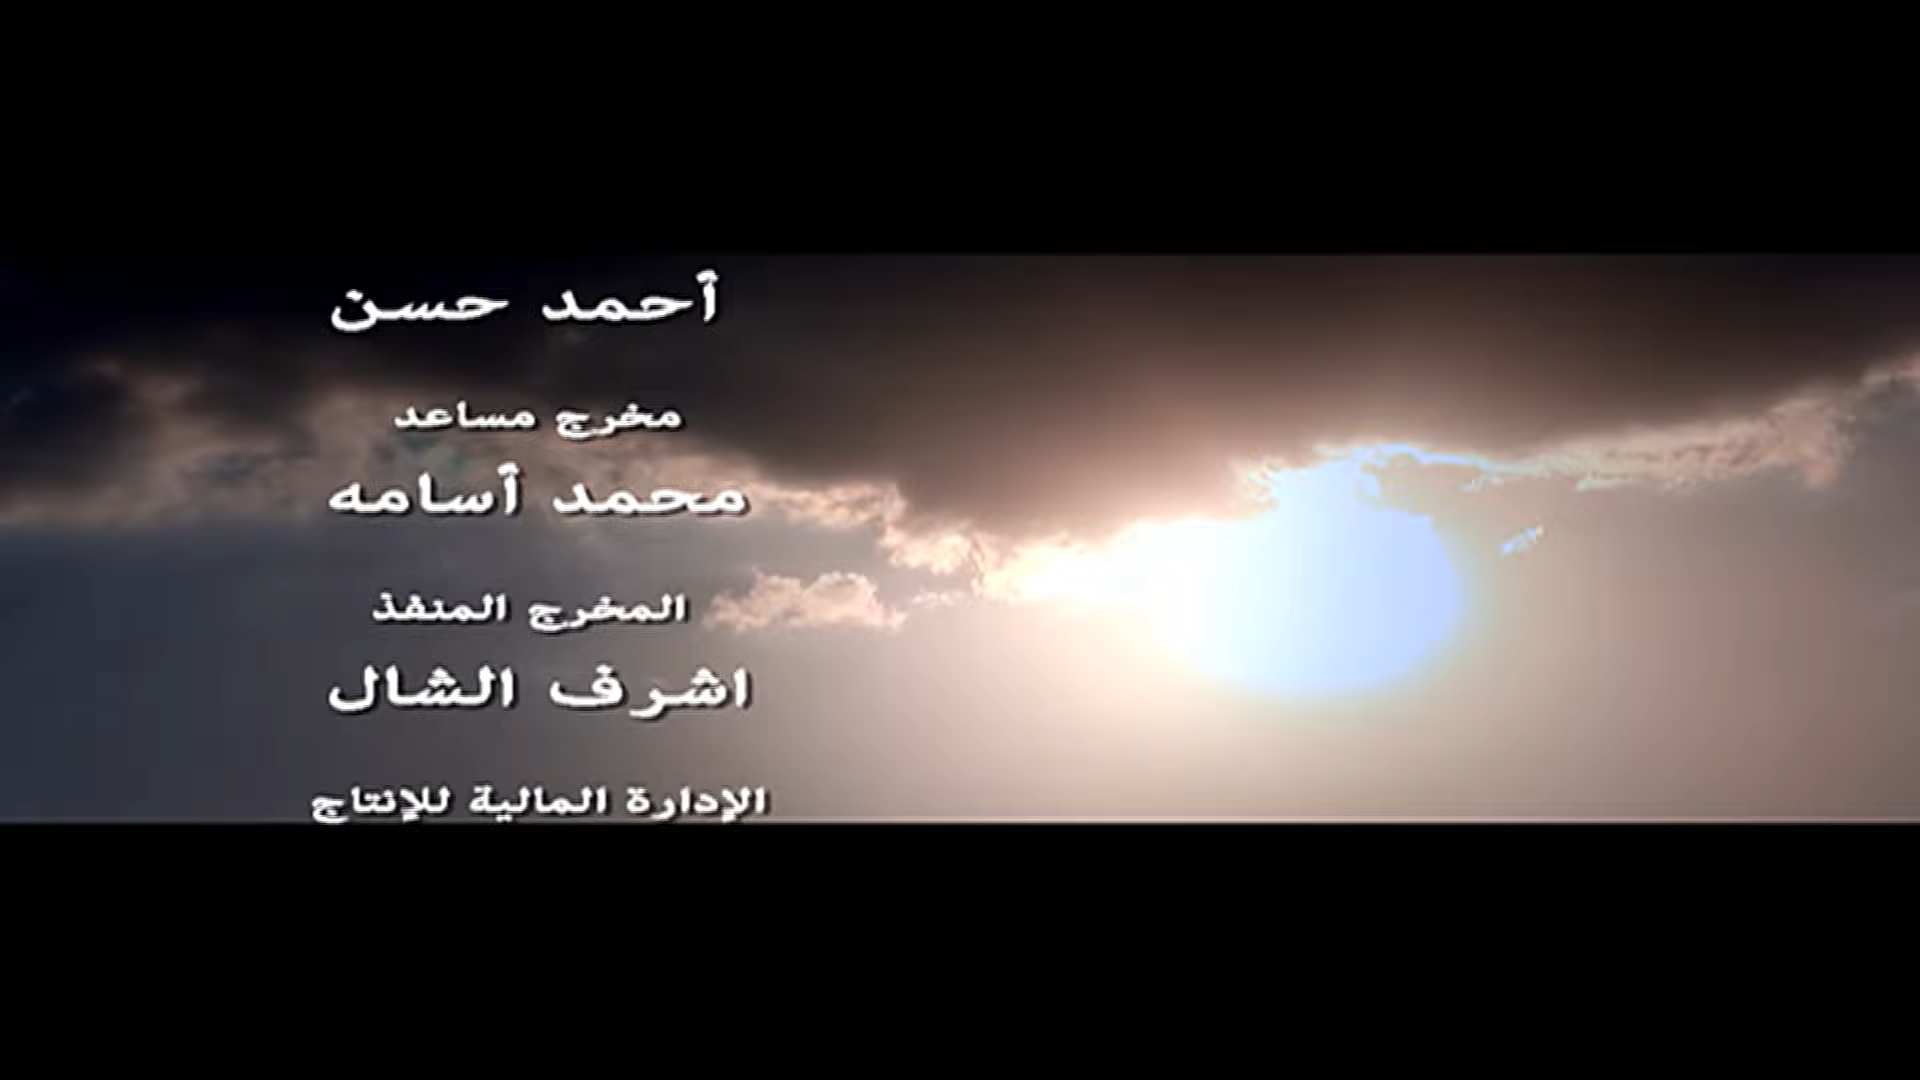 أحمد حسن
مخرج مساعد
محمد أسامه
المخرج المنفذ
اشرف الشال
الإدارة المالية للإنتاج